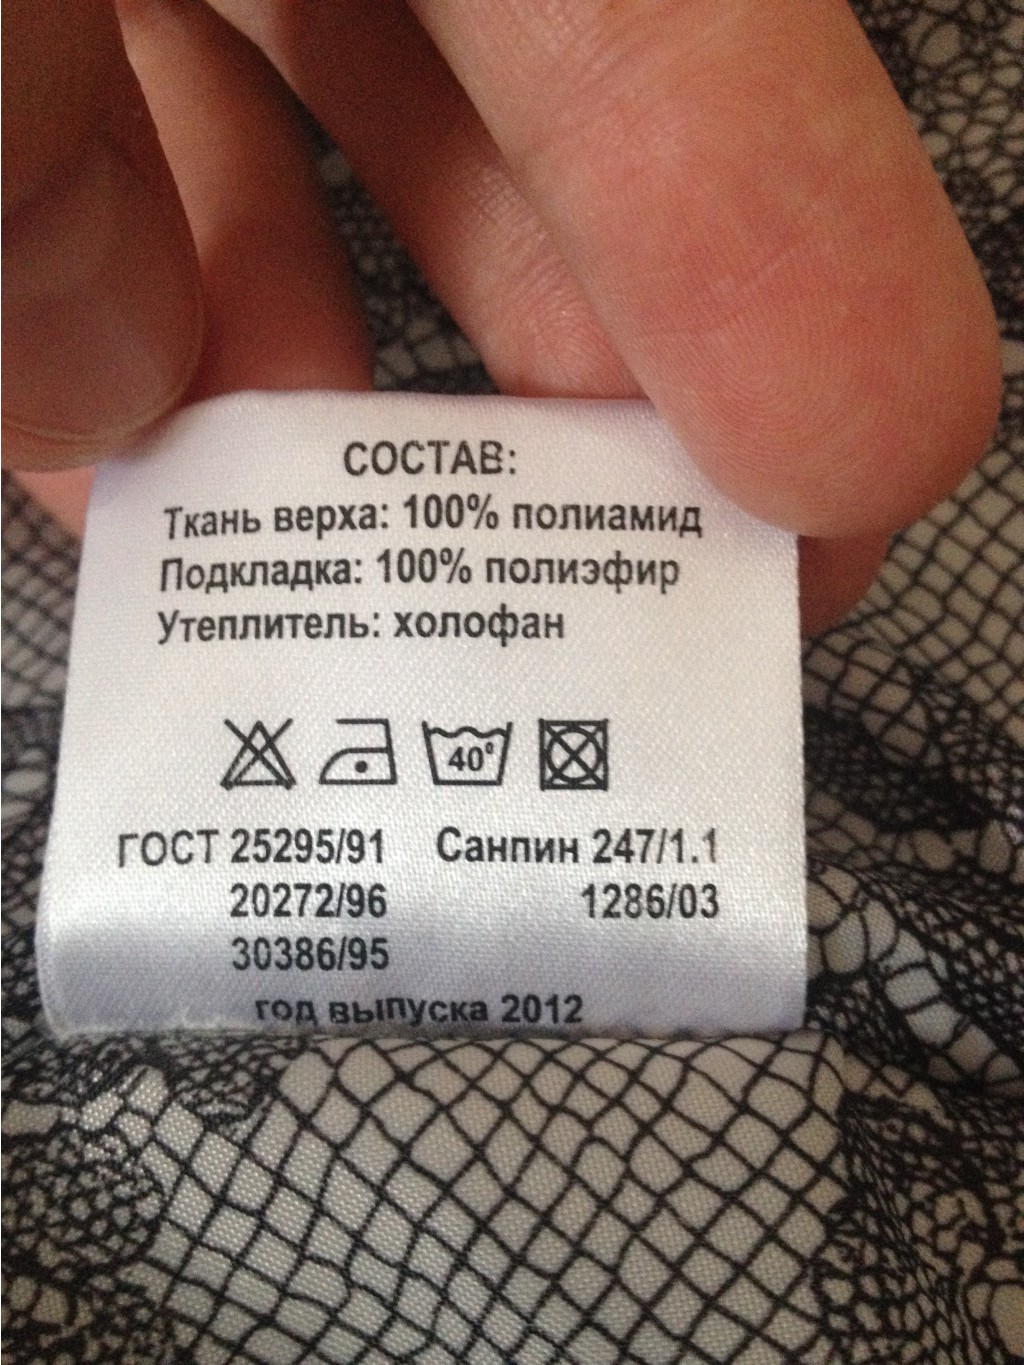 СОСТАВ:
Ткань верха: 100% полиамид
Подкладка: 100% полиэфир
Утеплитель: холофан
40°
ГОСТ 25295/91 Санпин 247/1.1
20272/96 1286/03
30386/95
год выпуска 2012